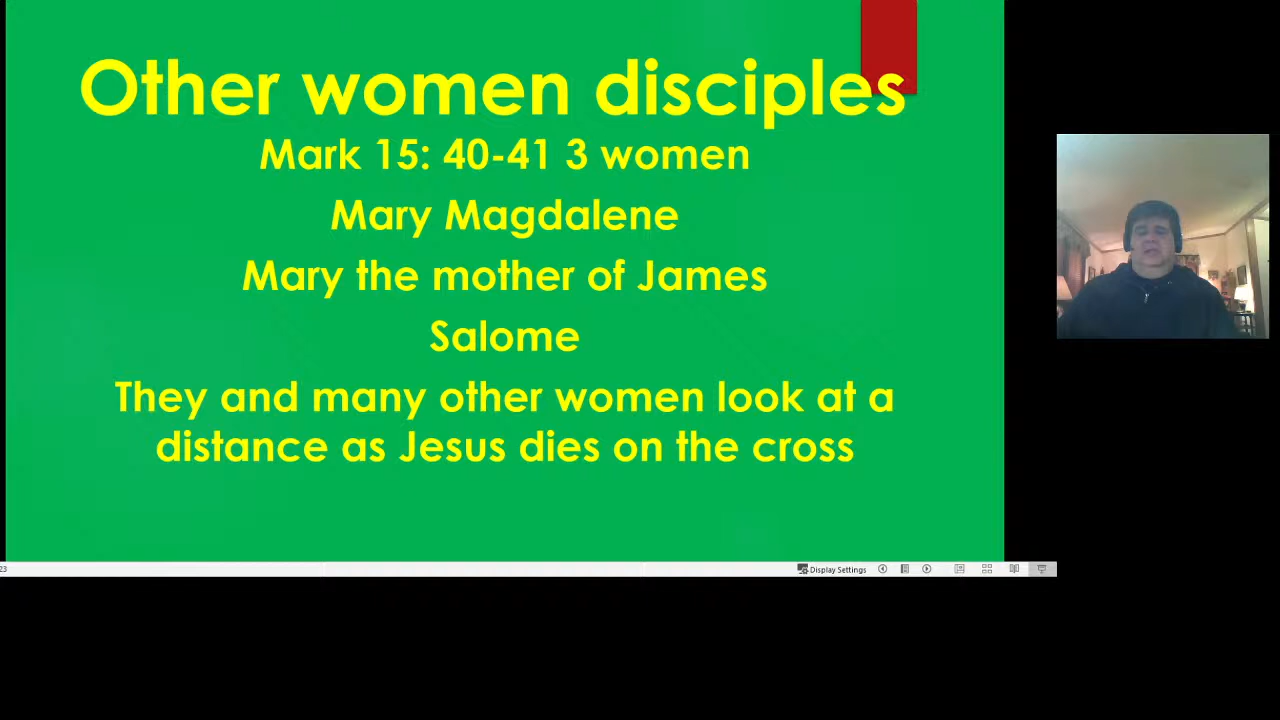 Other women disciples
Mark 15: 40-41 3 women
Mary Magdalene
Mary the mother of James
Salome
They and many other women look at a
distance as Jesus dies on the cross
23
Display Settings